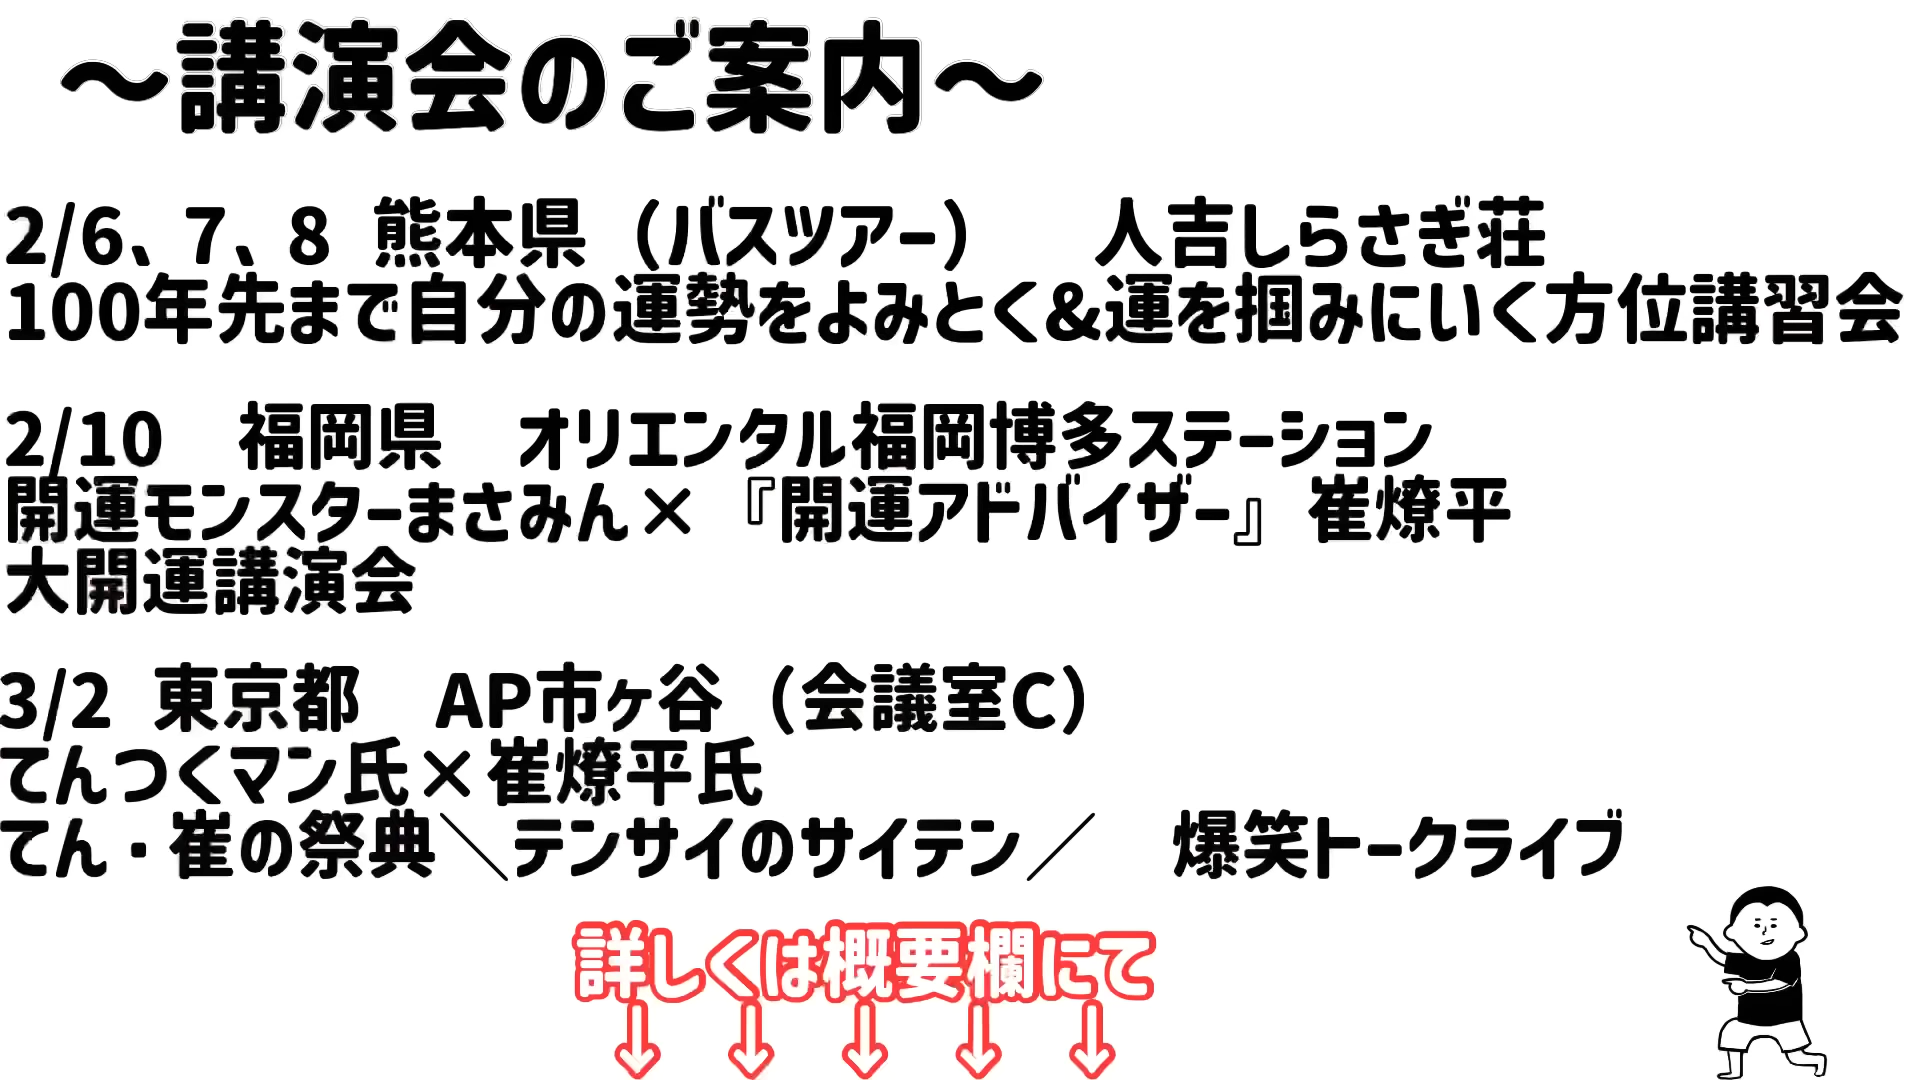 ～講演会のご案内～
2/6、7、8 熊本県（バスツアー）　人吉しらさぎ荘
100年先まで自分の運勢をよみとく&運を掴みにいく方位講習会
2/10　福岡県　オリエンタル福岡博多ステーション
開運モンスターまさみん×『開運アドバイザー』崔燎平
大開運講演会
3/2 東京都　AP市ヶ谷（会議室C）
てんつくマン氏×崔燎平氏
てん・崔の祭典＼テンサイのサイテン／　爆笑トークライブ
詳しくは概要欄にて
↓ ↓ ↓ ↓ ↓